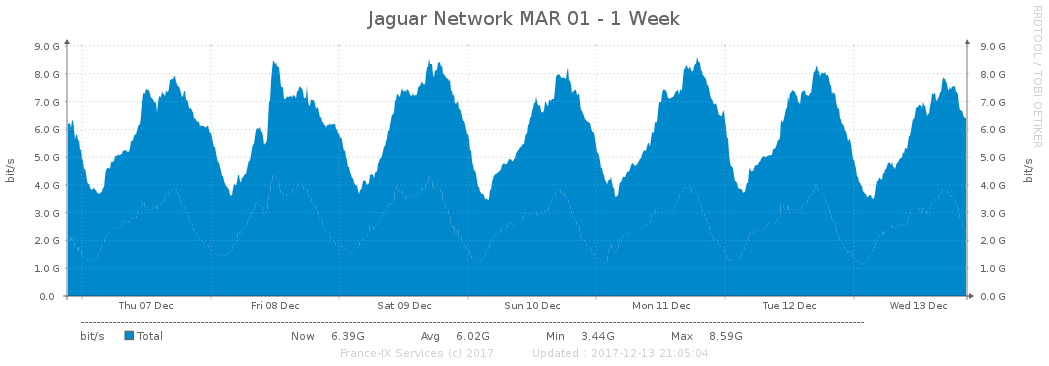 Jaguar Network MAR 01 - 1 Week
RRDTOOL / TOBI OETIKER
9.0 G 9.0 G
8.0 G 8.0 G
7.0 G 7.0 G
6.0 G 6.0 G
5.0 G 5.0 G
4.0 G 4.0 G
3.0 G 3.0 G
2.0 G 2.0 G
1.0 G 1.0 G
0.0 0.0 G
bit/s bit/s
Thu 07 Dec Fri 08 Dec Sat 09 Dec Sun 10 Dec Mon 11 Dec Tue 12 Dec Wed 13 Dec
bit/s Total Now 6.39G Avg 6.02G Min 3.44G Max 8.59G
France-IX Services (c) 2017 Updated : 2017-12-13 21:05:04